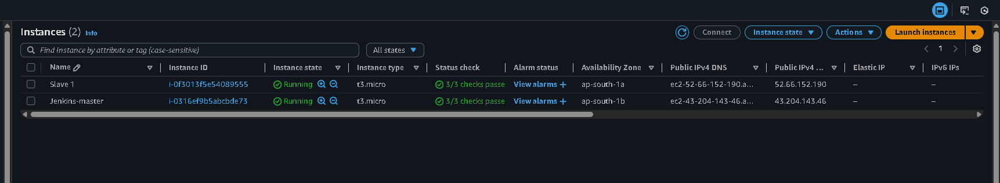 Instances (2) Info Connect Instance state Actions Launch instances
Find Instance by attribute or tag (case-sensitive) All states 1
Name Instance ID Instance state Instance type Status check Alarm status Availability Zone Public IPv4 DNS Public IPv4 ... Elastic IP IPv6 IPs
Slave 1 i-0f3013f5e54089555 Running t3.micro 3/3 checks passe View alarms + ap-south-1a ec2-52-66-152-190.a... 52.66.152.190 – –
Jenkins-master i-0316ef9b5abcbde73 Running t3.micro 3/3 checks passe View alarms + ap-south-1b ec2-43-204-143-46.a... 43.204.143.46 – –